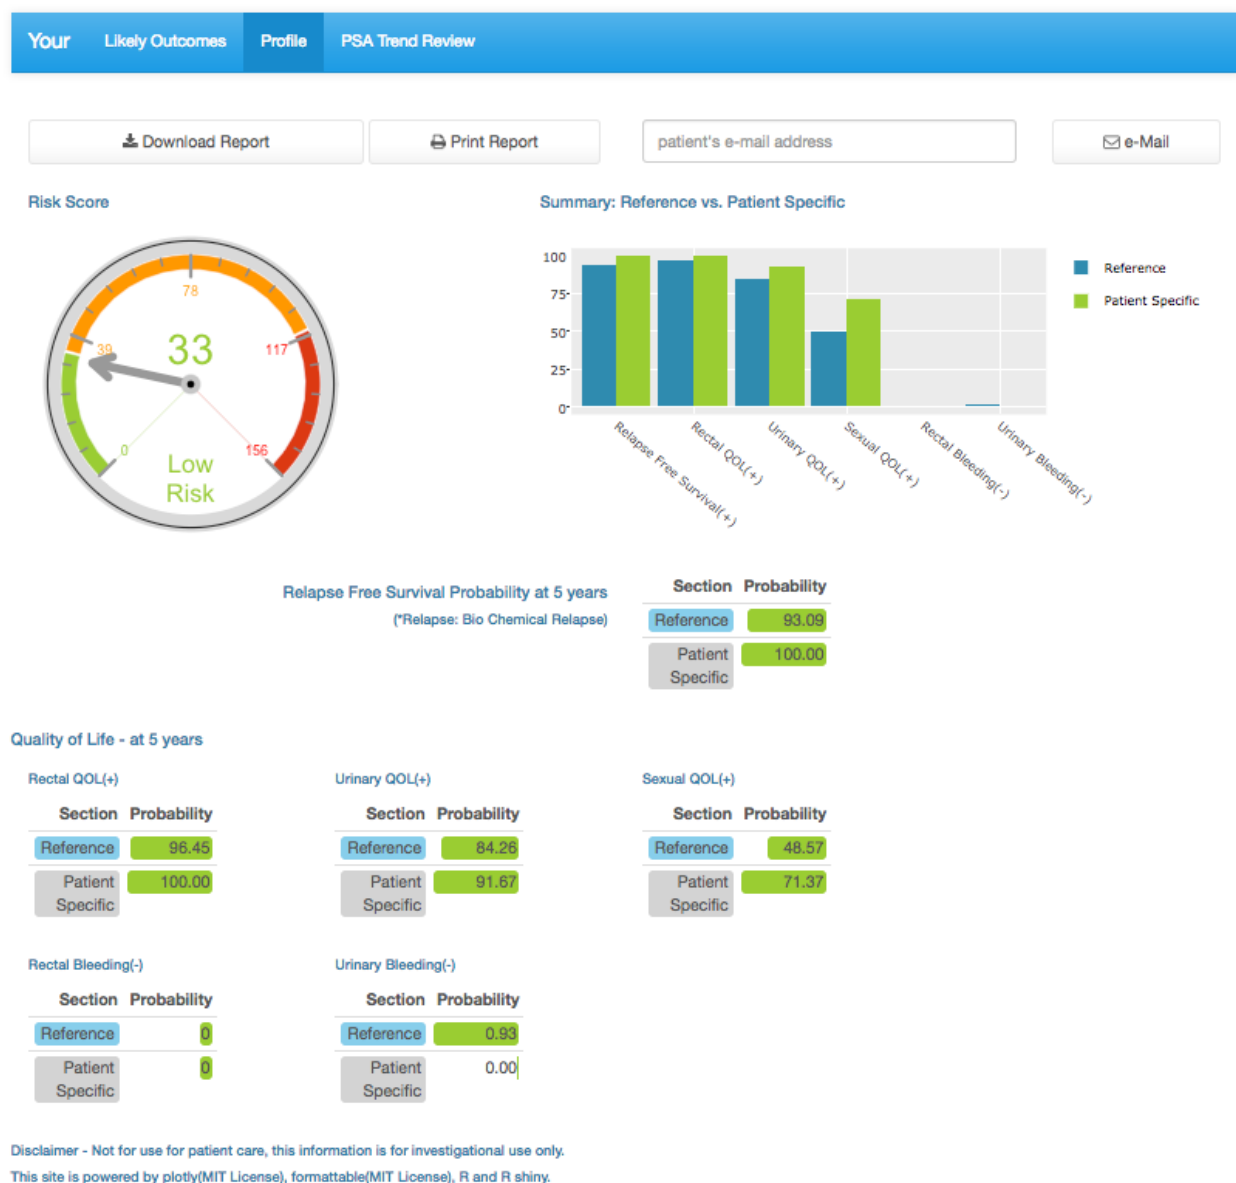 Your Likely Outcomes Profile PSA Trend Review
Download Report Print Report patient's e-mail address e-Mail
Risk Score
78
39
117
33
0
156
Low
Risk
Summary: Reference vs. Patient Specific
100
75
50
25
0
Relapse Free Survival(+)
Rectal QOL(+)
Urinary QOL(+)
Sexual QOL(+)
Rectal Bleeding(-)
Urinary Bleeding(-)
Reference
Patient Specific
Relapse Free Survival Probability at 5 years
(*Relapse: Bio Chemical Relapse)
Section Probability
Reference 93.09
Patient 100.00
Specific
Quality of Life - at 5 years
Rectal QOL(+)
Section Probability
Reference 96.45
Patient 100.00
Specific
Urinary QOL(+)
Section Probability
Reference 84.26
Patient 91.67
Specific
Sexual QOL(+)
Section Probability
Reference 48.57
Patient 71.37
Specific
Rectal Bleeding(-)
Section Probability
Reference 0
Patient 0
Specific
Urinary Bleeding(-)
Section Probability
Reference 0.93
Patient 0.00
Specific
Disclaimer - Not for use for patient care, this information is for investigational use only.
This site is powered by plotly(MIT License), formattable(MIT License), R and R shiny.